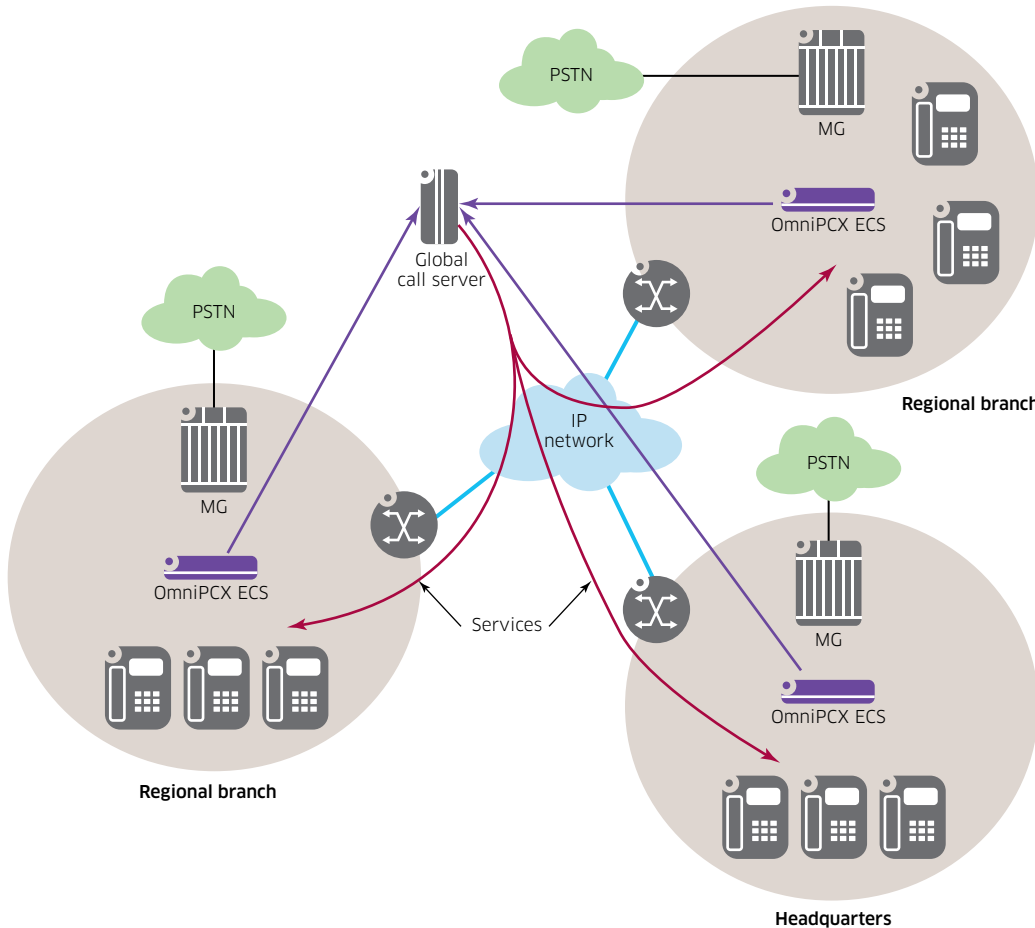 PSTN
MG
OmniPCX ECS
Global
call server
Regional branch
PSTN
MG
OmniPCX ECS
Regional branch
IP
network
Services
PSTN
MG
OmniPCX ECS
Headquarters